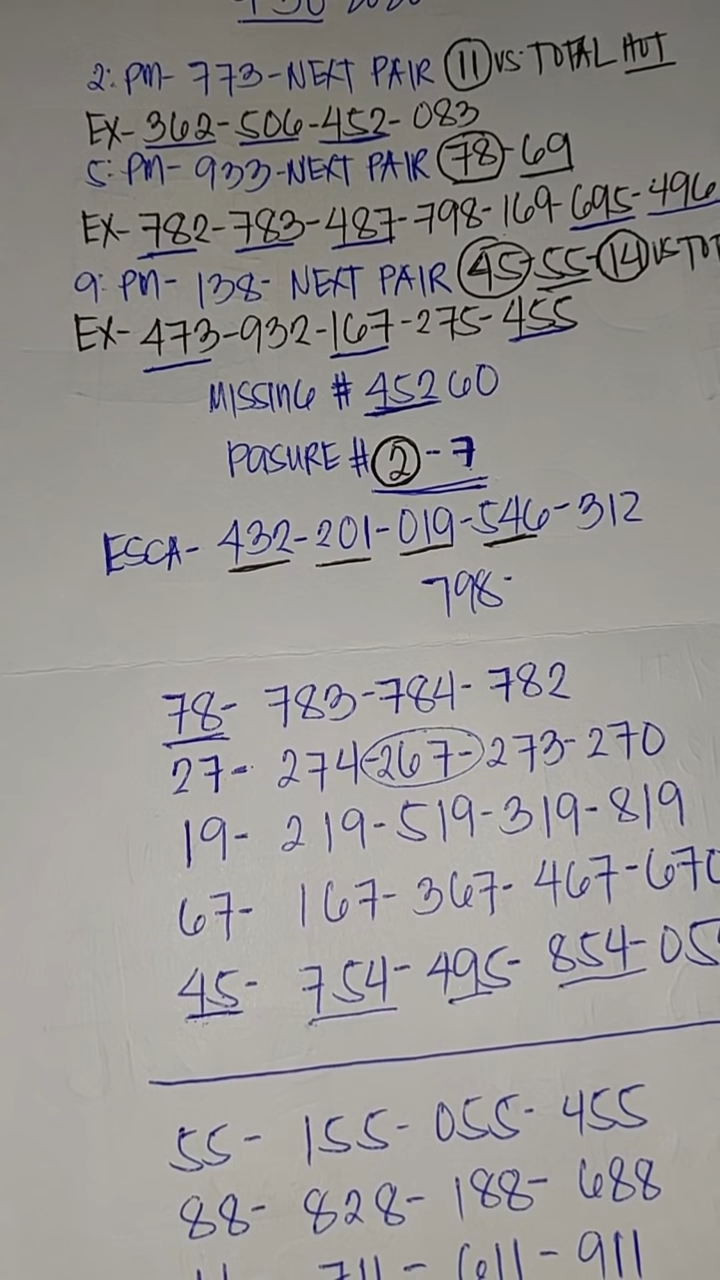 2: PM- 773-NEXT PAIR 11 VS TOTAL HOT
EX- 362-506-452-083
5: PM- 933-NEXT PAIR 78-69
EX- 782-783-487-798-169-695-496
9: PM- 138- NEXT PAIR 45-55-14 VS
EX- 473-932-167-275-455
MISSING # 45260
PASURE # 2-7
ESCA- 432-201-019-546-312
798-
78- 783-784-782
27- 274-267-273-270
19- 219-519-319-819
67- 167-367-467-670
45- 754-495-854-
55- 155-055-455
88- 828-188-688
711-611-911